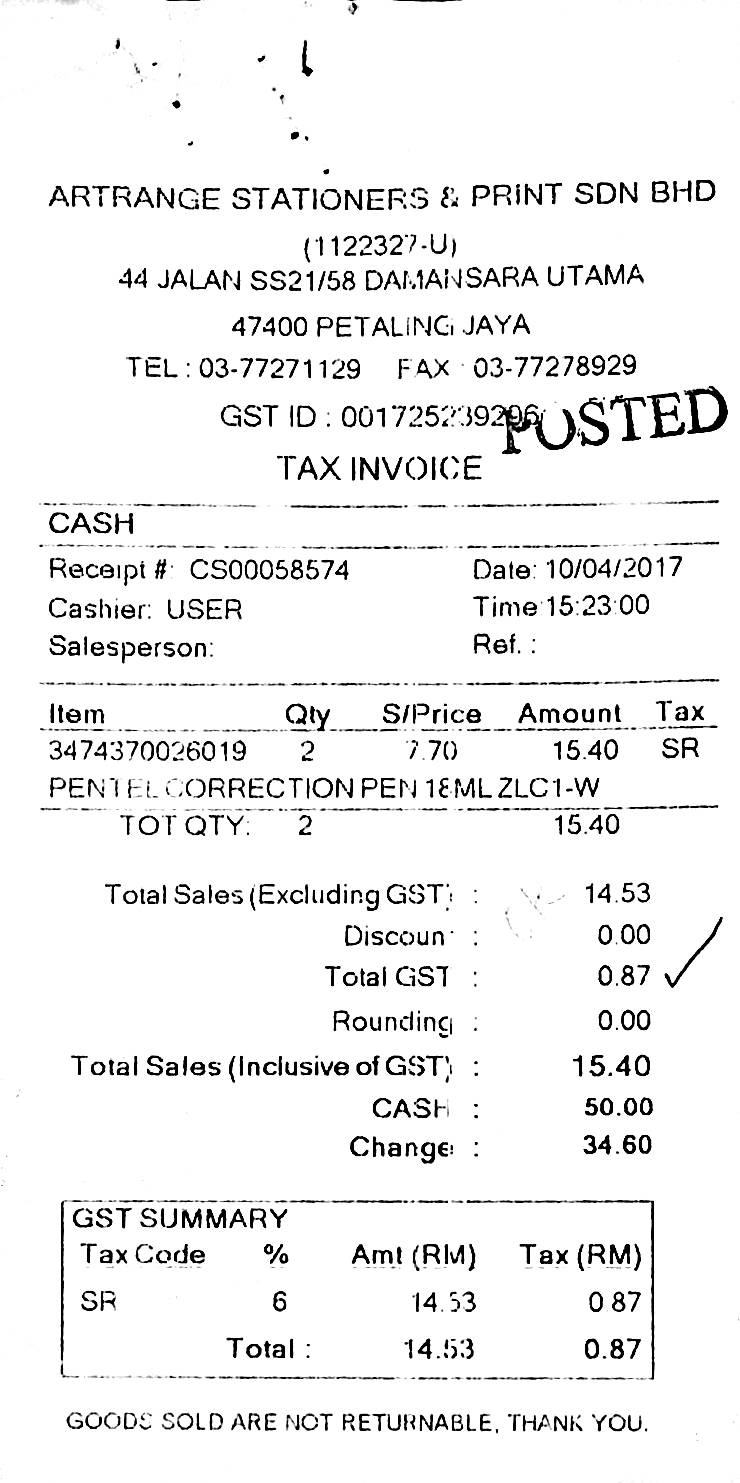 ARTRANGE STATIONERS & PRINT SDN BHD
(1122327-U)
44 JALAN SS21/58 DAMANSARA UTAMA
47400 PETALING JAYA
TEL : 03-77271129 FAX : 03-77278929
GST ID : 001725239296
POSTED
TAX INVOICE
CASH
Receipt #: CS00058574 Date: 10/04/2017
Cashier: USER Time:15:23:00
Salesperson: Ref. :
Item Qty S/Price Amount Tax
3474370026019 2 7.70 15.40 SR
PENTEL CORRECTION PEN 18ML ZLC1-W
TOT QTY: 2 15.40
Total Sales (Excluding GST) : 14.53
Discount : 0.00
Total GST : 0.87
Rounding : 0.00
Total Sales (Inclusive of GST) : 15.40
CASH : 50.00
Change : 34.60
GST SUMMARY
Tax Code % Amt (RM) Tax (RM)
SR 6 14.53 0.87
Total : 14.53 0.87
GOODS SOLD ARE NOT RETURNABLE, THANK YOU.